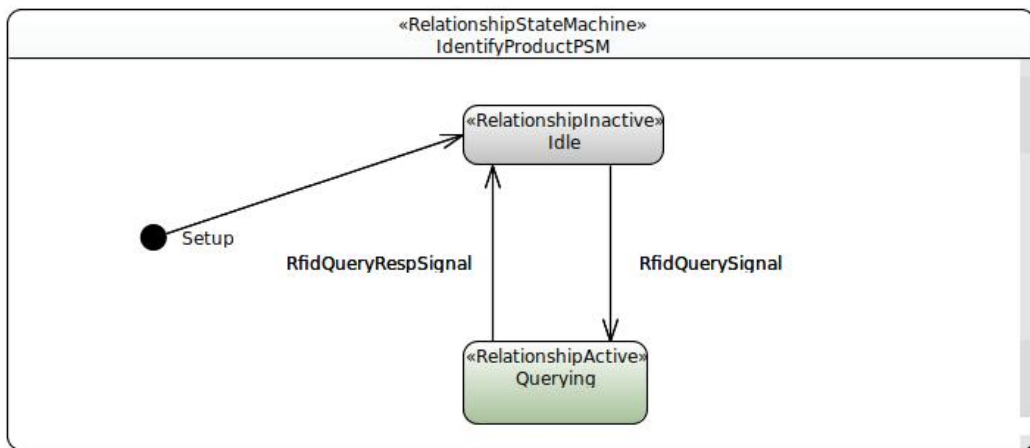 «RelationshipStateMachine»
IdentifyProductPSM
«RelationshipInactive»
Idle
Setup
RfidQueryRespSignal
RfidQuerySignal
«RelationshipActive»
Querying